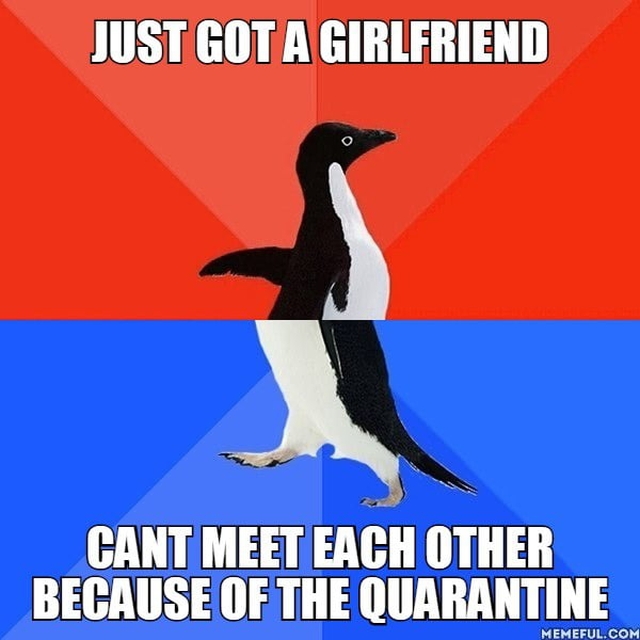 JUST GOT A GIRLFRIEND
CANT MEET EACH OTHER
BECAUSE OF THE QUARANTINE
MEMEFUL.COM